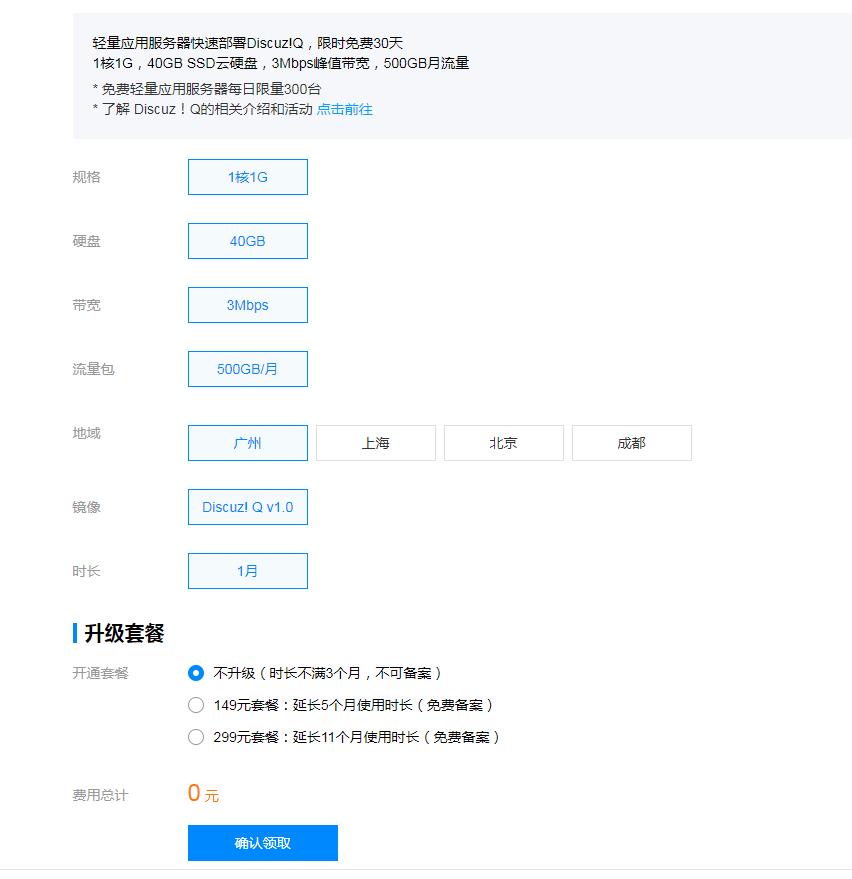 轻量应用服务器快速部署Discuz!Q，限时免费30天
1核1G，40GB SSD云硬盘，3Mbps峰值带宽，500GB月流量
* 免费轻量应用服务器每日限量300台
* 了解 Discuz！Q的相关介绍和活动 点击前往
规格 1核1G
硬盘 40GB
带宽 3Mbps
流量包 500GB/月
地域 广州 上海 北京 成都
镜像 Discuz! Q v1.0
时长 1月
升级套餐
开通套餐 不升级（时长不满3个月，不可备案）
149元套餐：延长5个月使用时长（免费备案）
299元套餐：延长11个月使用时长（免费备案）
费用总计 0 元
确认领取